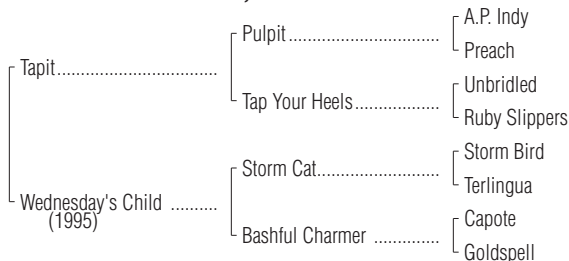 A.P. Indy
Pulpit
Preach
Tapit
Unbridled
Tap Your Heels
Ruby Slippers
Storm Bird
Storm Cat
Terlingua
Wednesday's Child
(1995)
Capote
Bashful Charmer
Goldspell